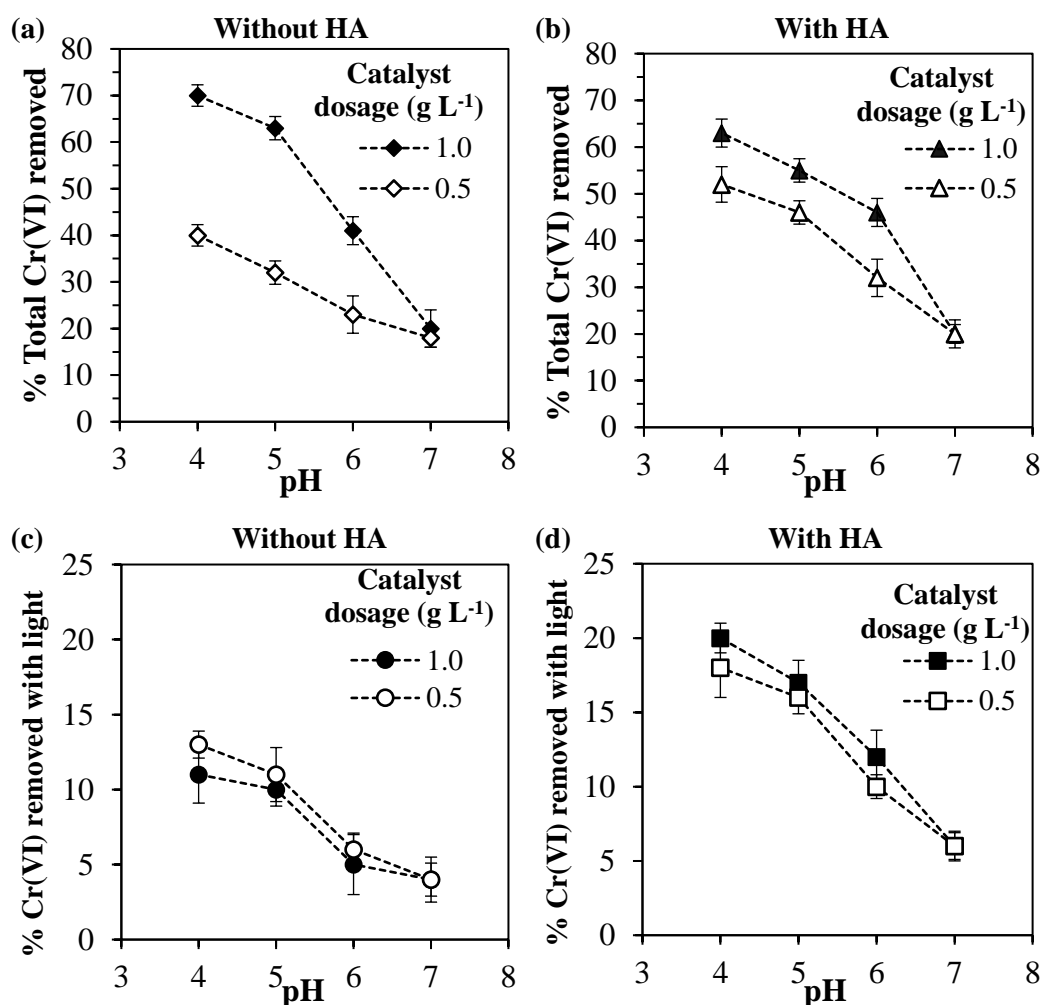 (a)
Without HA
% Total Cr(VI) removed
80
70
60
50
40
30
20
10
0
Catalyst
dosage (g L-1)
1.0
0.5
3 4 5 6 7 8
pH
(b)
With HA
% Total Cr(VI) removed
80
70
60
50
40
30
20
10
0
Catalyst
dosage (g L-1)
1.0
0.5
3 4 5 6 7 8
pH
(c)
Without HA
% Cr(VI) removed with light
25
20
15
10
5
0
Catalyst
dosage (g L-1)
1.0
0.5
3 4 5 6 7 8
pH
(d)
With HA
% Cr(VI) removed with light
25
20
15
10
5
0
Catalyst
dosage (g L-1)
1.0
0.5
3 4 5 6 7 8
pH